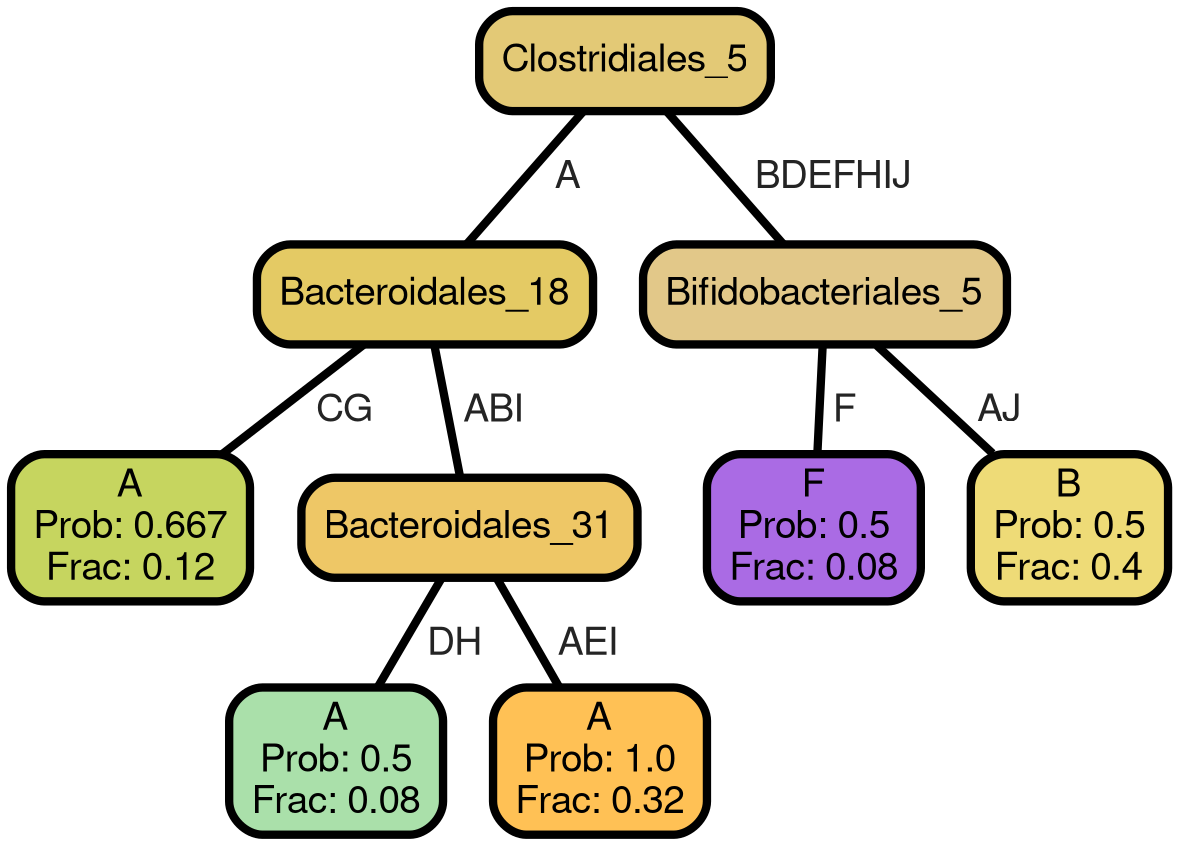 Clostridiales_5
A
BDEFHIJ
Bacteroidales_18
Bifidobacteriales_5
CG
ABI
F
AJ
A
Prob: 0.667
Frac: 0.12
Bacteroidales_31
F
Prob: 0.5
Frac: 0.08
B
Prob: 0.5
Frac: 0.4
DH
AEI
A
Prob: 0.5
Frac: 0.08
A
Prob: 1.0
Frac: 0.32